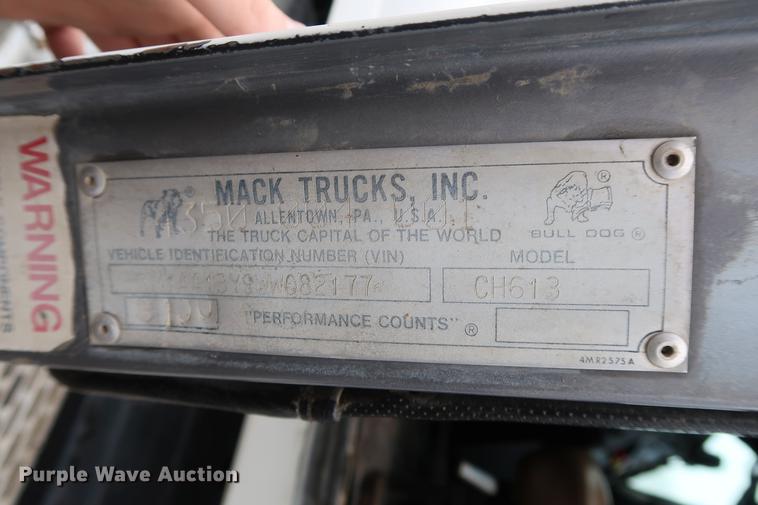 WARNING
MACK TRUCKS, INC.
ALLENTOWN, PA., U.S.A.
THE TRUCK CAPITAL OF THE WORLD
BULL DOG ®
VEHICLE IDENTIFICATION NUMBER (VIN)
MODEL
CH613
"PERFORMANCE COUNTS" ®
4MR2575A
Purple Wave Auction